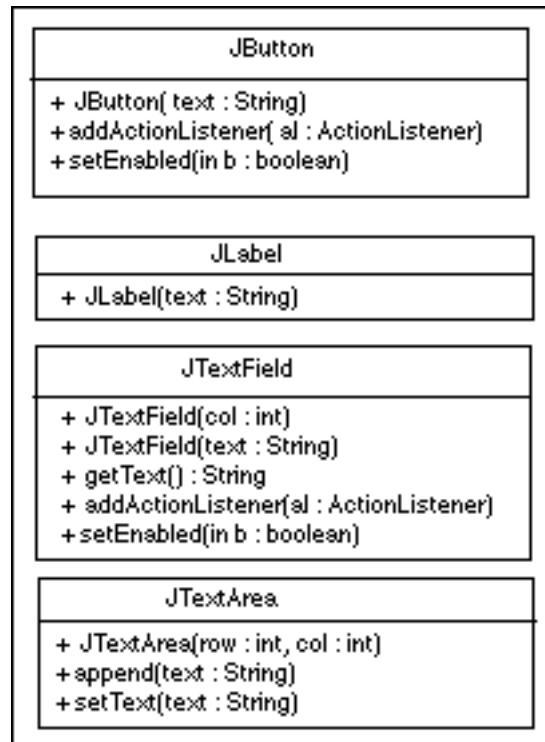 JButton
+ JButton( text : String)
+addActionListener( al : ActionListener)
+setEnabled(in b : boolean)
JLabel
+ JLabel(text : String)
JTextField
+ JTextField(col : int)
+ JTextField(text : String)
+ getText() : String
+ addActionListener(al : ActionListener)
+setEnabled(in b : boolean)
JTextArea
+ JTextArea(row : int, col : int)
+append(text : String)
+setText(text : String)